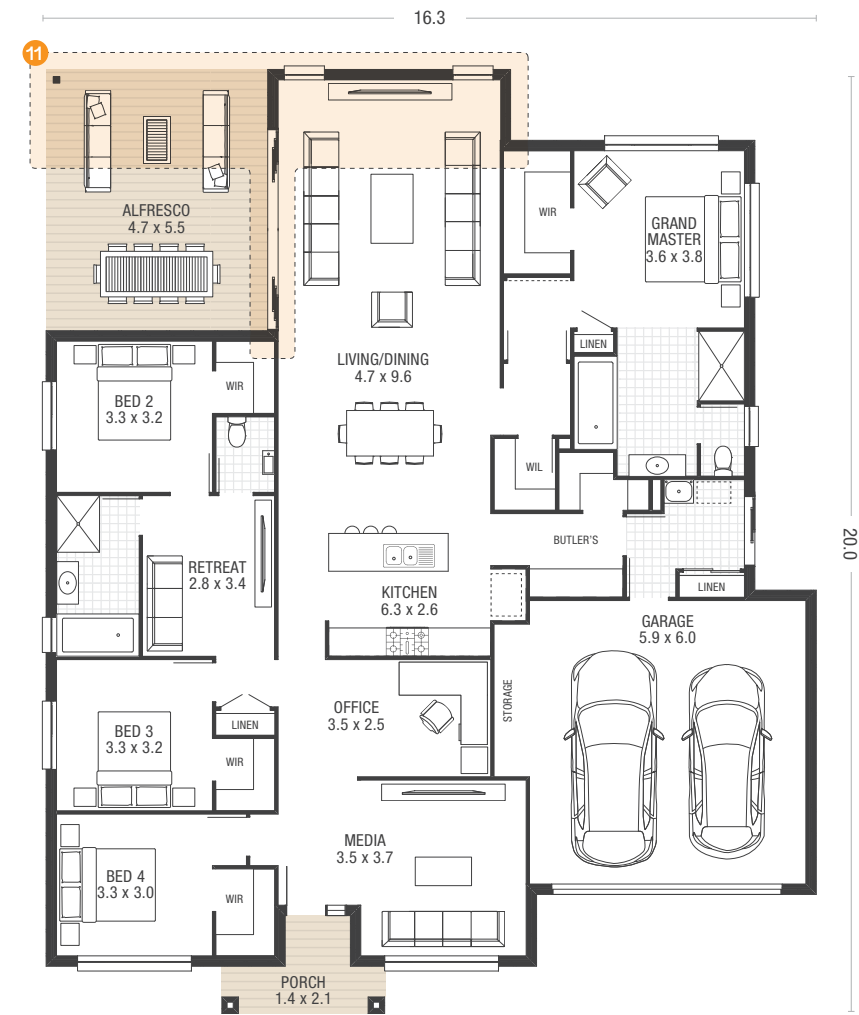 16.3
11
ALFRESCO
4.7 x 5.5
WIR
GRAND
MASTER
3.6 x 3.8
LINEN
LIVING/DINING
4.7 x 9.6
BED 2
3.3 x 3.2
WIR
WIL
20.0
BUTLER'S
RETREAT
2.8 x 3.4
KITCHEN
6.3 x 2.6
LINEN
GARAGE
5.9 x 6.0
STORAGE
OFFICE
3.5 x 2.5
LINEN
BED 3
3.3 x 3.2
WIR
MEDIA
3.5 x 3.7
BED 4
3.3 x 3.0
WIR
PORCH
1.4 x 2.1